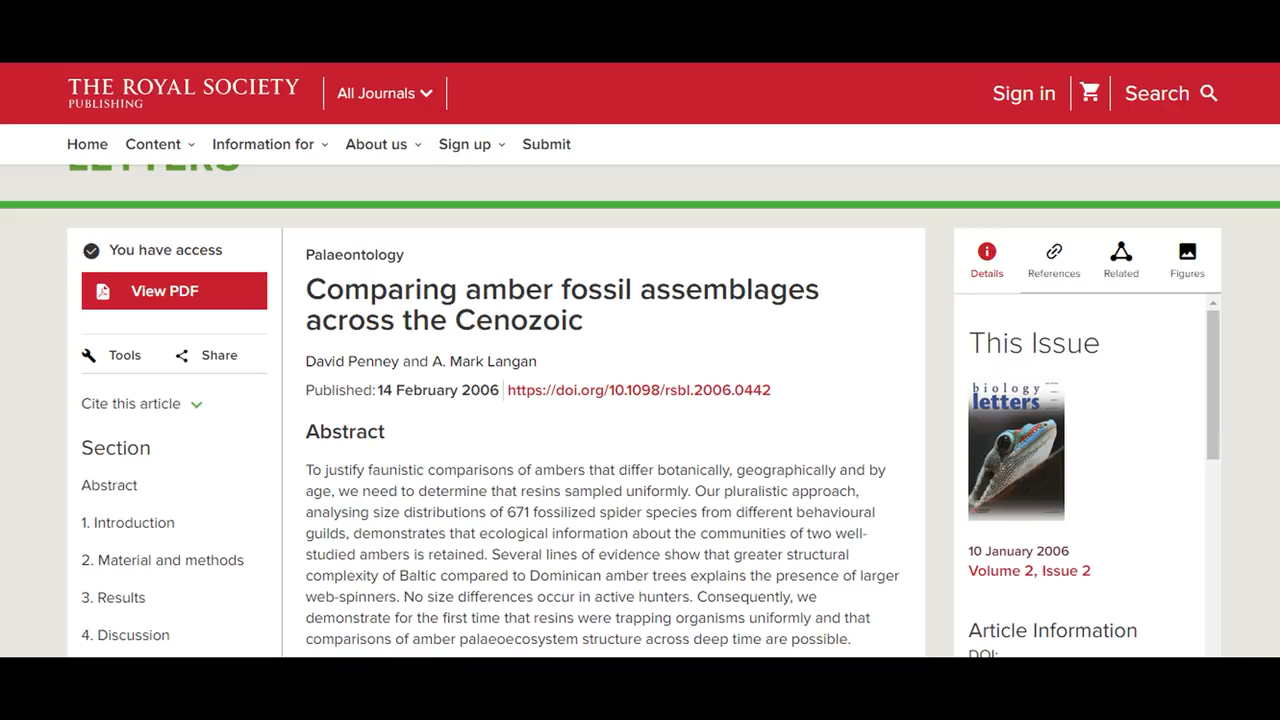 THE ROYAL SOCIETY
PUBLISHING
All Journals
Sign in
Search
Home
Content
Information for
About us
Sign up
Submit
LETTERS
You have access
View PDF
Tools
Share
Cite this article
Section
Abstract
1. Introduction
2. Material and methods
3. Results
4. Discussion
Palaeontology
Comparing amber fossil assemblages
across the Cenozoic
David Penney and A. Mark Langan
Published: 14 February 2006 https://doi.org/10.1098/rsbl.2006.0442
Abstract
To justify faunistic comparisons of ambers that differ botanically, geographically and by
age, we need to determine that resins sampled uniformly. Our pluralistic approach,
analysing size distributions of 671 fossilized spider species from different behavioural
guilds, demonstrates that ecological information about the communities of two well-
studied ambers is retained. Several lines of evidence show that greater structural
complexity of Baltic compared to Dominican amber trees explains the presence of larger
web-spinners. No size differences occur in active hunters. Consequently, we
demonstrate for the first time that resins were trapping organisms uniformly and that
comparisons of amber palaeoecosystem structure across deep time are possible.
Details
References
Related
Figures
This Issue
biology
letters
10 January 2006
Volume 2, Issue 2
Article Information
DOI: